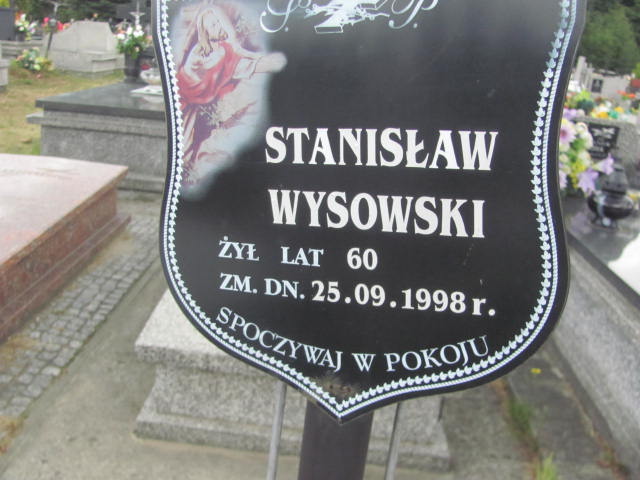 Ś. P.
STANISŁAW
WYSOWSKI
ŻYŁ LAT 60
ZM. DN. 25.09.1998 r.
SPOCZYWAJ W POKOJU